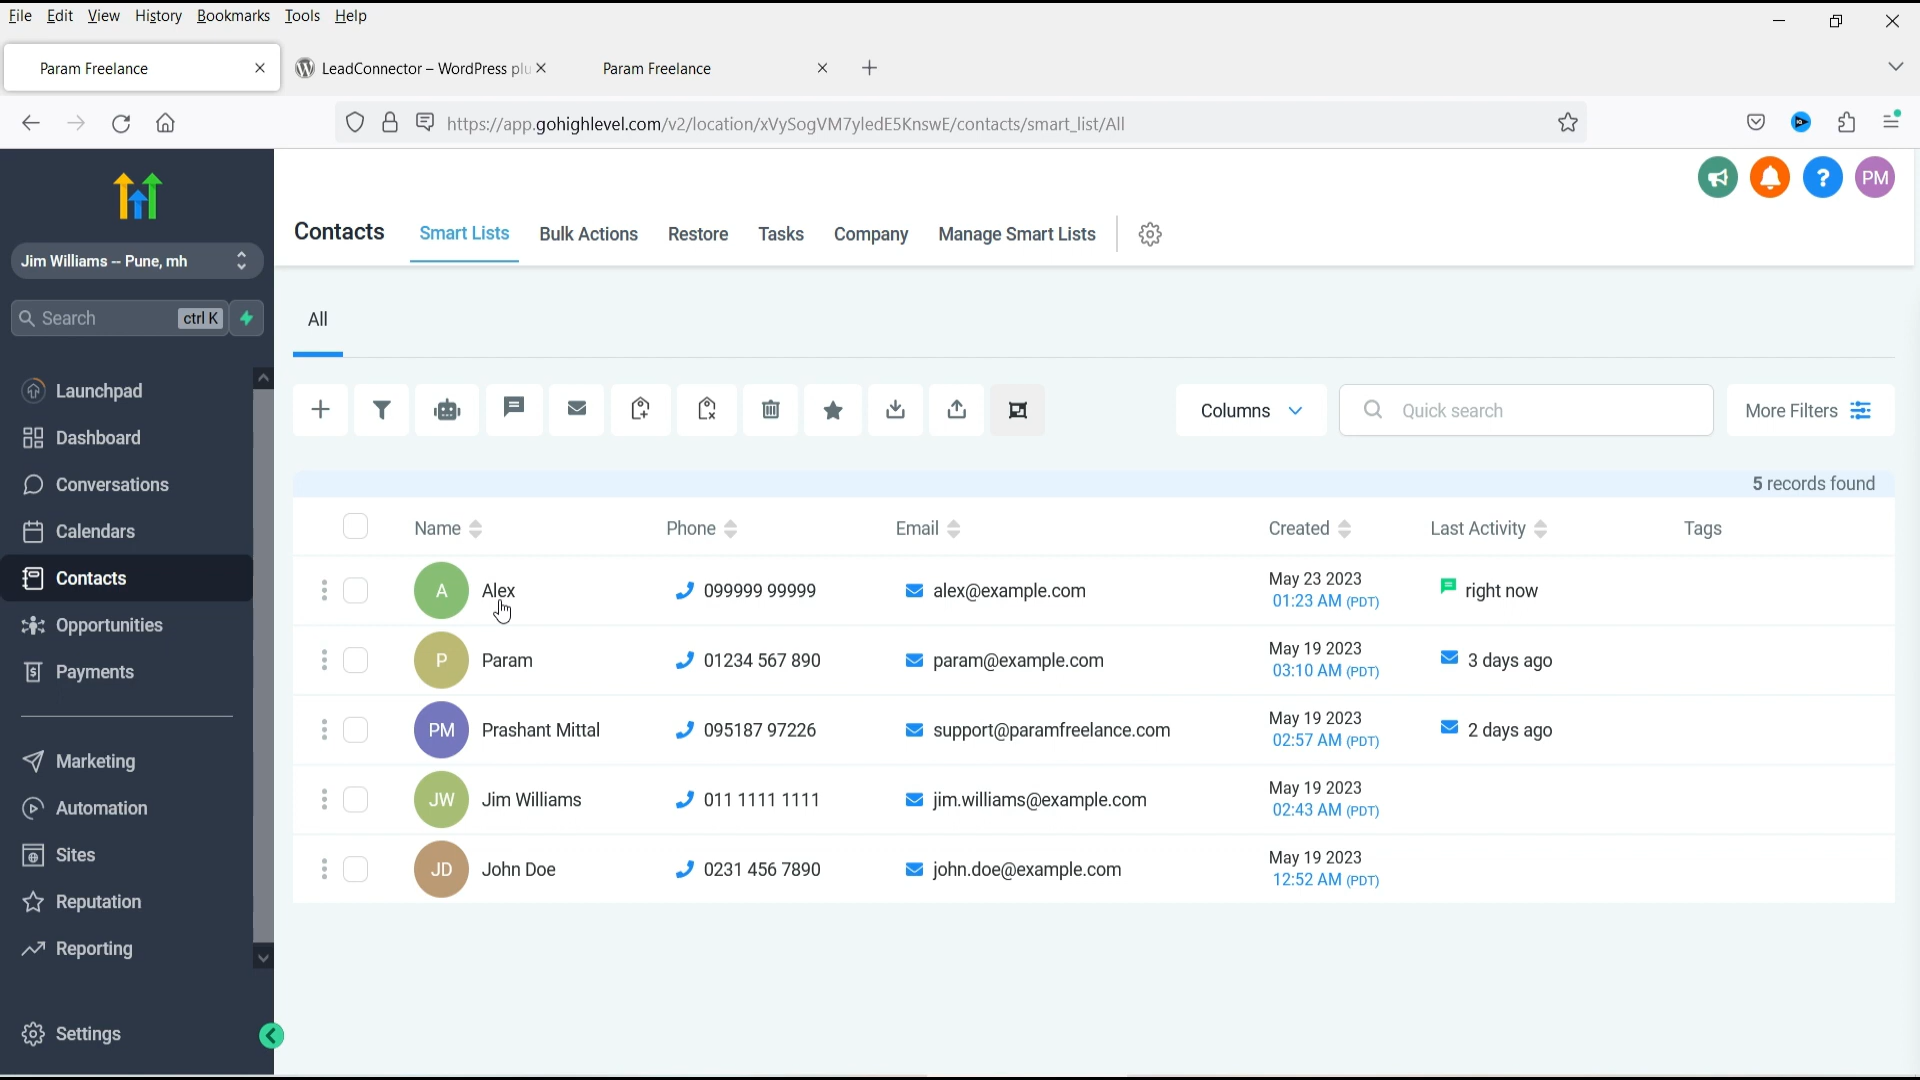 File Edit View History Bookmarks Tools Help
Param Freelance
LeadConnector – WordPress plu
Param Freelance
https://app.gohighlevel.com/v2/location/xVySogVM7yledE5KnswE/contacts/smart_list/All
PM
Contacts Smart Lists Bulk Actions Restore Tasks Company Manage Smart Lists
Jim Williams -- Pune, mh
Search ctrl K
Launchpad
Dashboard
Conversations
Calendars
Contacts
Opportunities
Payments
Marketing
Automation
Sites
Reputation
Reporting
Settings
All
Columns Quick search More Filters
5 records found
Name Phone Email Created Last Activity Tags
A Alex 099999 99999 alex@example.com May 23 2023 right now
01:23 AM (PDT)
P Param 01234 567 890 param@example.com May 19 2023 3 days ago
03:10 AM (PDT)
PM Prashant Mittal 095187 97226 support@paramfreelance.com May 19 2023 2 days ago
02:57 AM (PDT)
JW Jim Williams 011 1111 1111 jim.williams@example.com May 19 2023
02:43 AM (PDT)
JD John Doe 0231 456 7890 john.doe@example.com May 19 2023
12:52 AM (PDT)